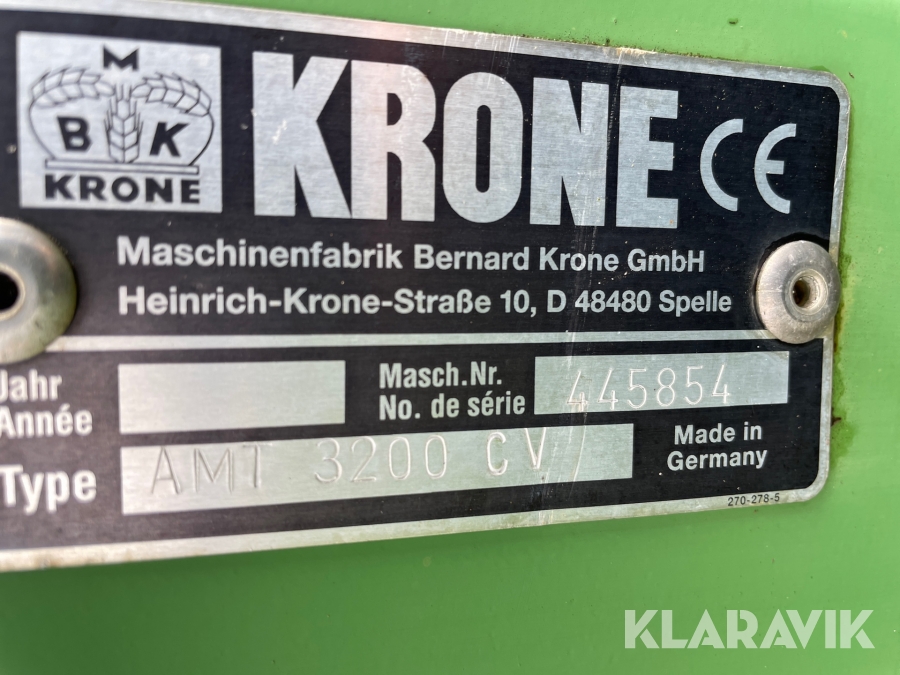 M
B K
KRONE
KRONE CE
Maschinenfabrik Bernard Krone GmbH
Heinrich-Krone-Straße 10, D 48480 Spelle
Jahr
Année
Masch.Nr.
No. de série
445854
Type
AMT 3200 CV
Made in
Germany
270-278-5
KLARAVIK